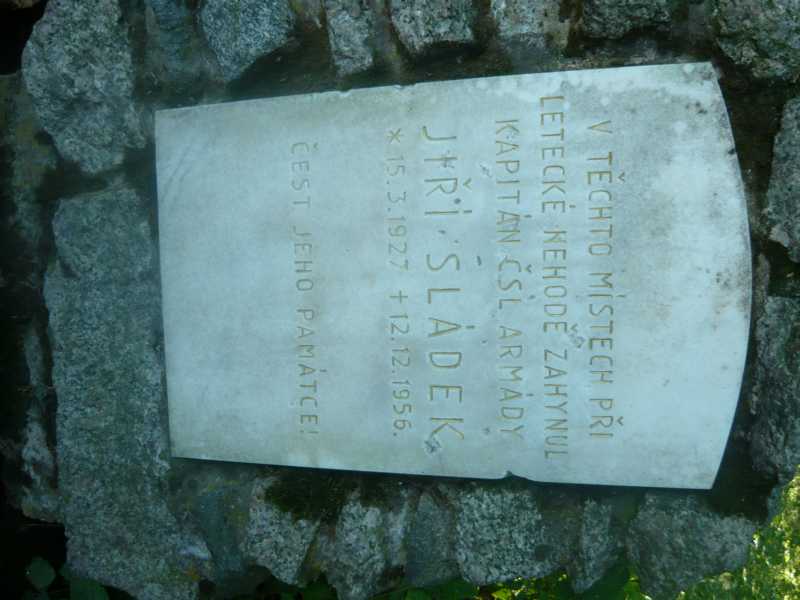 V TĚCHTO MÍSTECH PŘI
LETECKÉ NEHODĚ ZAHYNUL
KAPITÁN ČSL. ARMÁDY
JIŘÍ SLÁDEK
* 15. 3. 1927 + 12. 12. 1956.
ČEST JEHO PAMÁTCE!